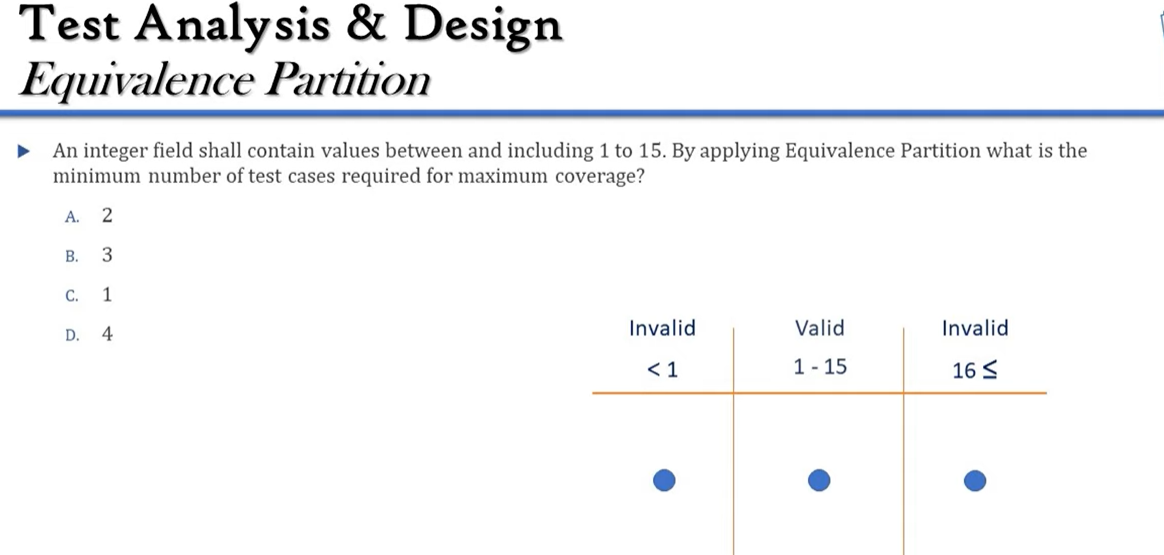 Test Analysis & Design
Equivalence Partition
An integer field shall contain values between and including 1 to 15. By applying Equivalence Partition what is the
minimum number of test cases required for maximum coverage?
A. 2
B. 3
C. 1
D. 4
Invalid Valid Invalid
< 1 1 - 15 16 ≤